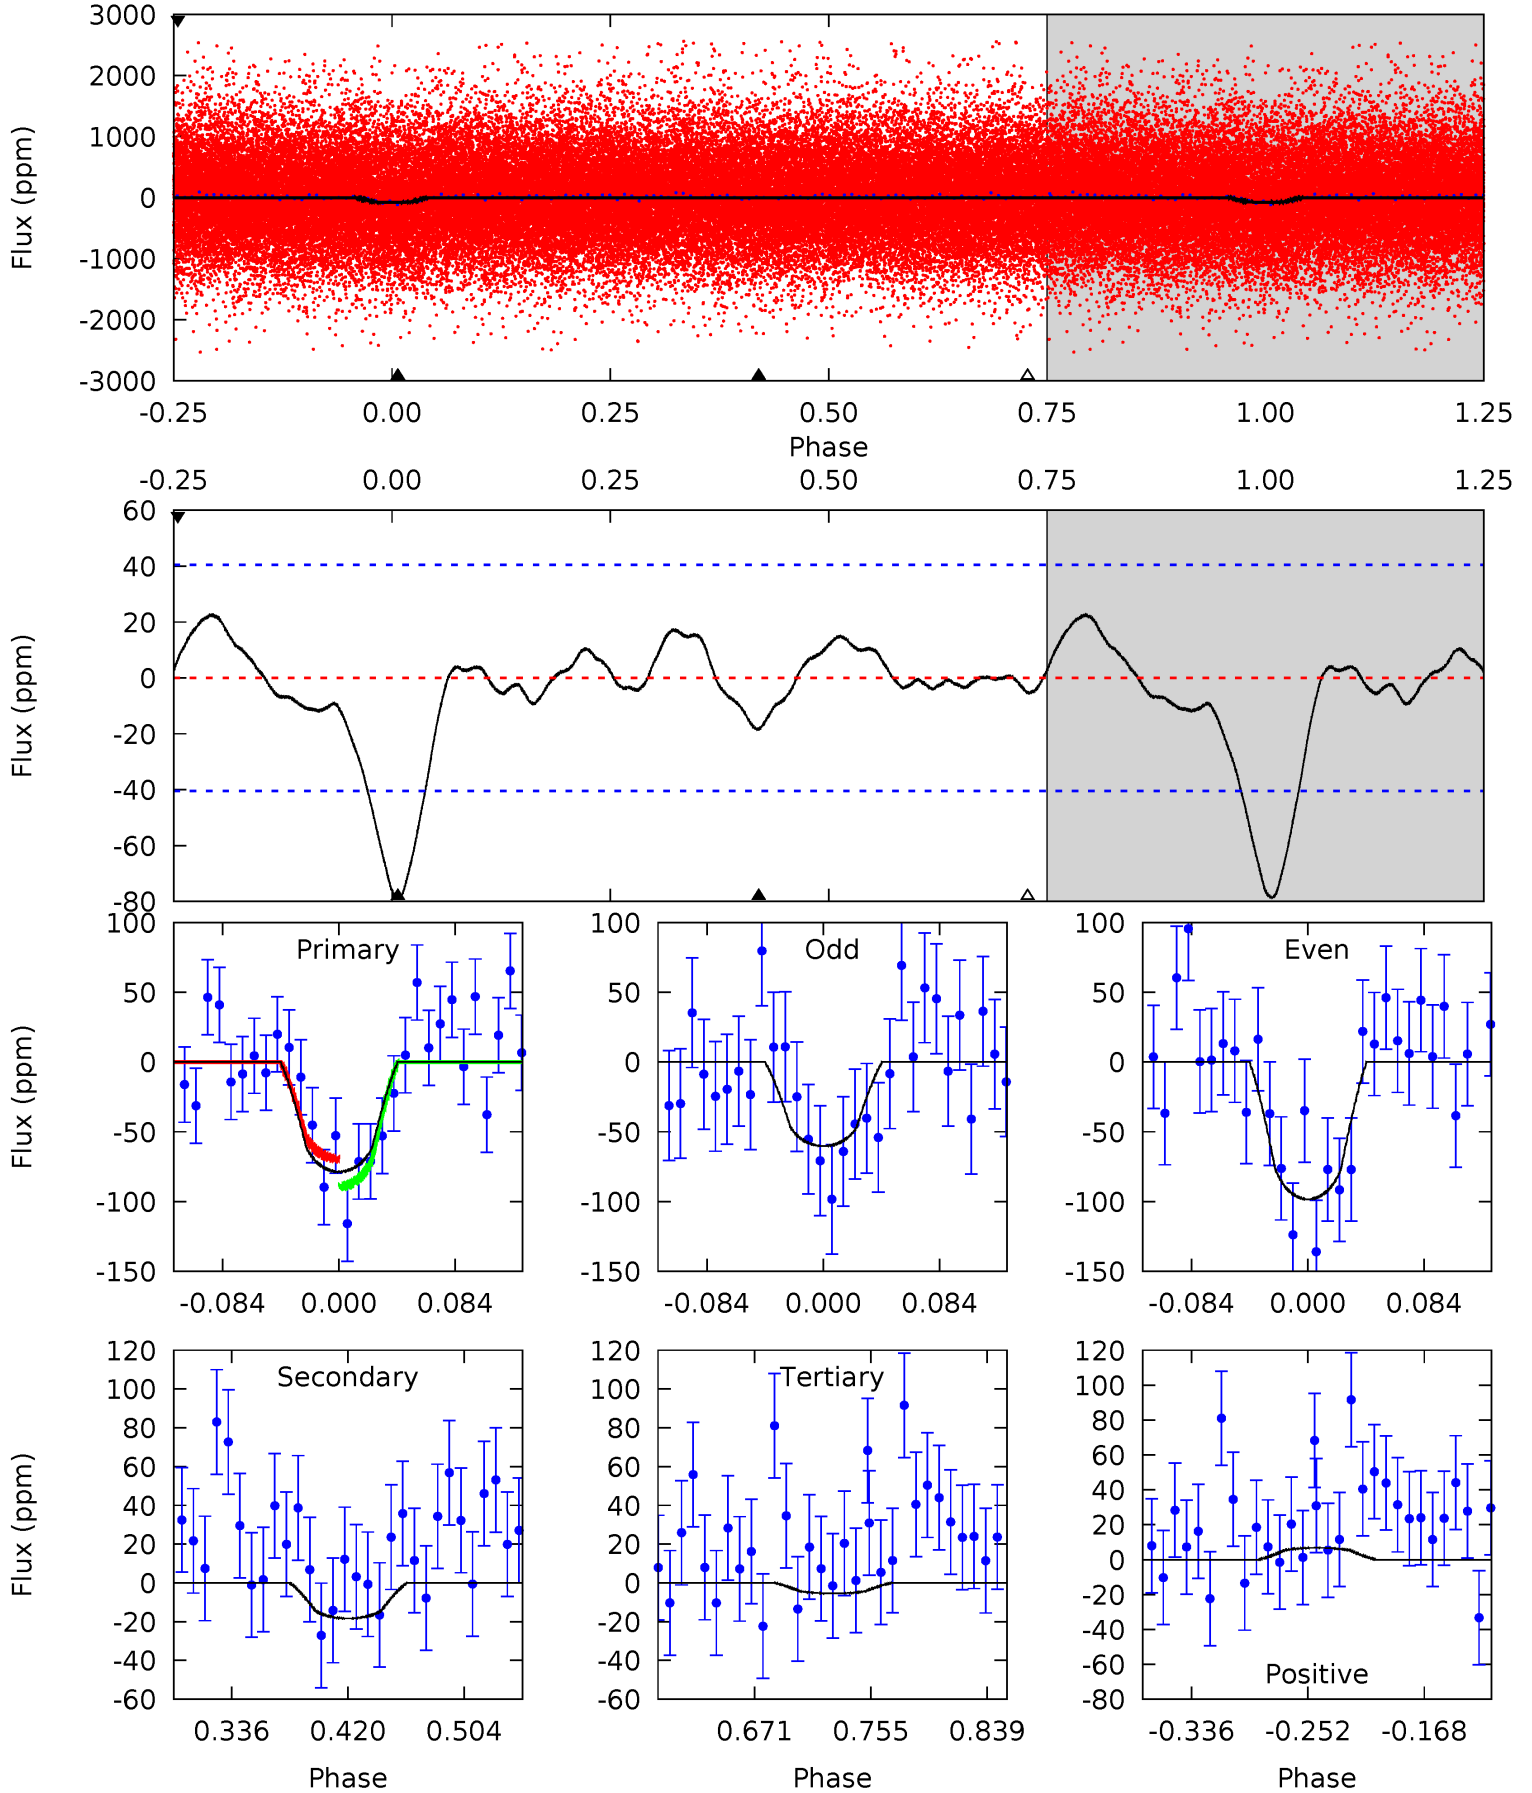 3000
2000
1000
0
-1000
-2000
-3000
Flux (ppm)
-0.25 0.00 0.25 0.50 0.75 1.00 1.25
Phase
-0.25 0.00 0.25 0.50 0.75 1.00 1.25
60
40
20
0
-20
-40
-60
-80
Flux (ppm)
Primary Odd Even
100 100 100
50 50 50
0 0 0
-50 -50 -50
-100 -100 -100
-150 -150 -150
Flux (ppm)
-0.084 0.000 0.084 -0.084 0.000 0.084 -0.084 0.000 0.084
Secondary Tertiary
120 120 120
100 100 100
80 80 80
60 60 60
40 40 40
20 20 20
0 0 0
-20 -20 -20
-40 -40 -40
-60 -60 -60
-80
Positive
Flux (ppm)
0.336 0.420 0.504 0.671 0.755 0.839 -0.336 -0.252 -0.168
Phase Phase Phase